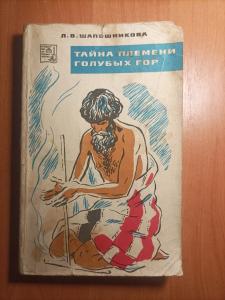 Л. В. ШАПОШНИКОВА
ТАЙНА ПЛЕМЕНИ
ГОЛУБЫХ ГОР